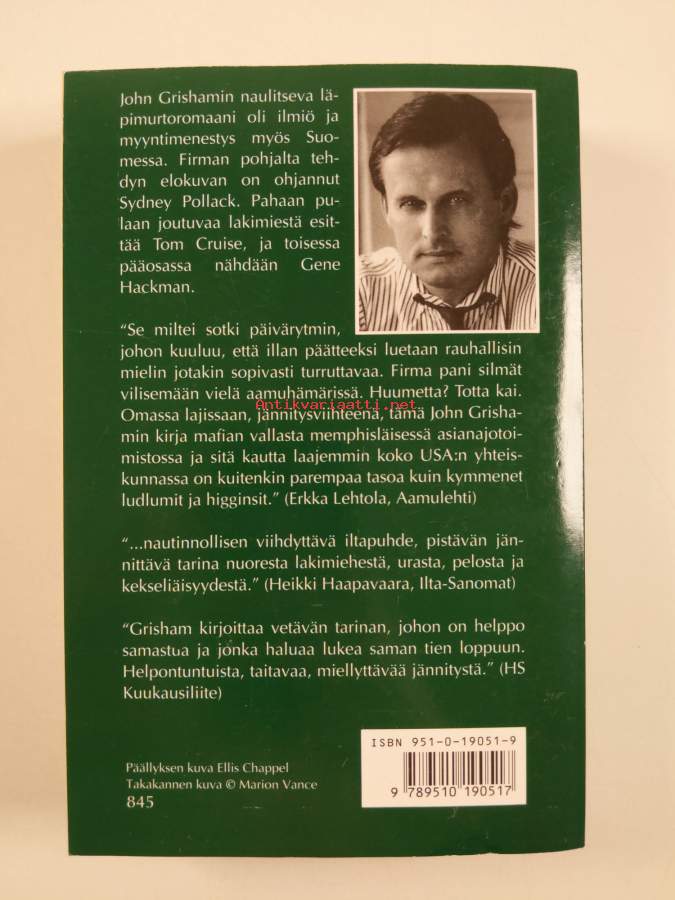 John Grishamin naulitseva lä-
pimurtoromaani oli ilmiö ja
myyntimenestys myös Suo-
messa. Firman pohjalta teh-
dyn elokuvan on ohjannut
Sydney Pollack. Pahaan pu-
laan joutuvaa lakimiestä esit-
tää Tom Cruise, ja toisessa
pääosassa nähdään Gene
Hackman.
“Se miltei sotki päivärytmin,
johon kuuluu, että illan päätteeksi luetaan rauhallisin
mielin jotakin sopivasti turruttavaa. Firma pani silmät
vilisemään vielä aamuhämärissä. Huumetta? Totta kai.
Antikvariaatti.net
Omassa lajissaan, jännitysviihteenä, tämä John Grisha-
min kirja mafian vallasta memphisläisessä asianajotoi-
mistossa ja sitä kautta laajemmin koko USA:n yhteis-
kunnassa on kuitenkin parempaa tasoa kuin kymmenet
ludlumit ja higginsit.” (Erkka Lehtola, Aamulehti)
“...nautinnollisen viihdyttävä iltapuhde, pistävän jän-
nittävä tarina nuoresta lakimiehestä, urasta, pelosta ja
kekseliäisyydestä.” (Heikki Haapavaara, Ilta-Sanomat)
“Grisham kirjoittaa vetävän tarinan, johon on helppo
samastua ja jonka haluaa lukea saman tien loppuun.
Helpontuntuista, taitavaa, miellyttävää jännitystä.” (HS
Kuukausiliite)
ISBN 951-0-19051-9
9 789510 190517
Päällyksen kuva Ellis Chappel
Takakannen kuva © Marion Vance
845